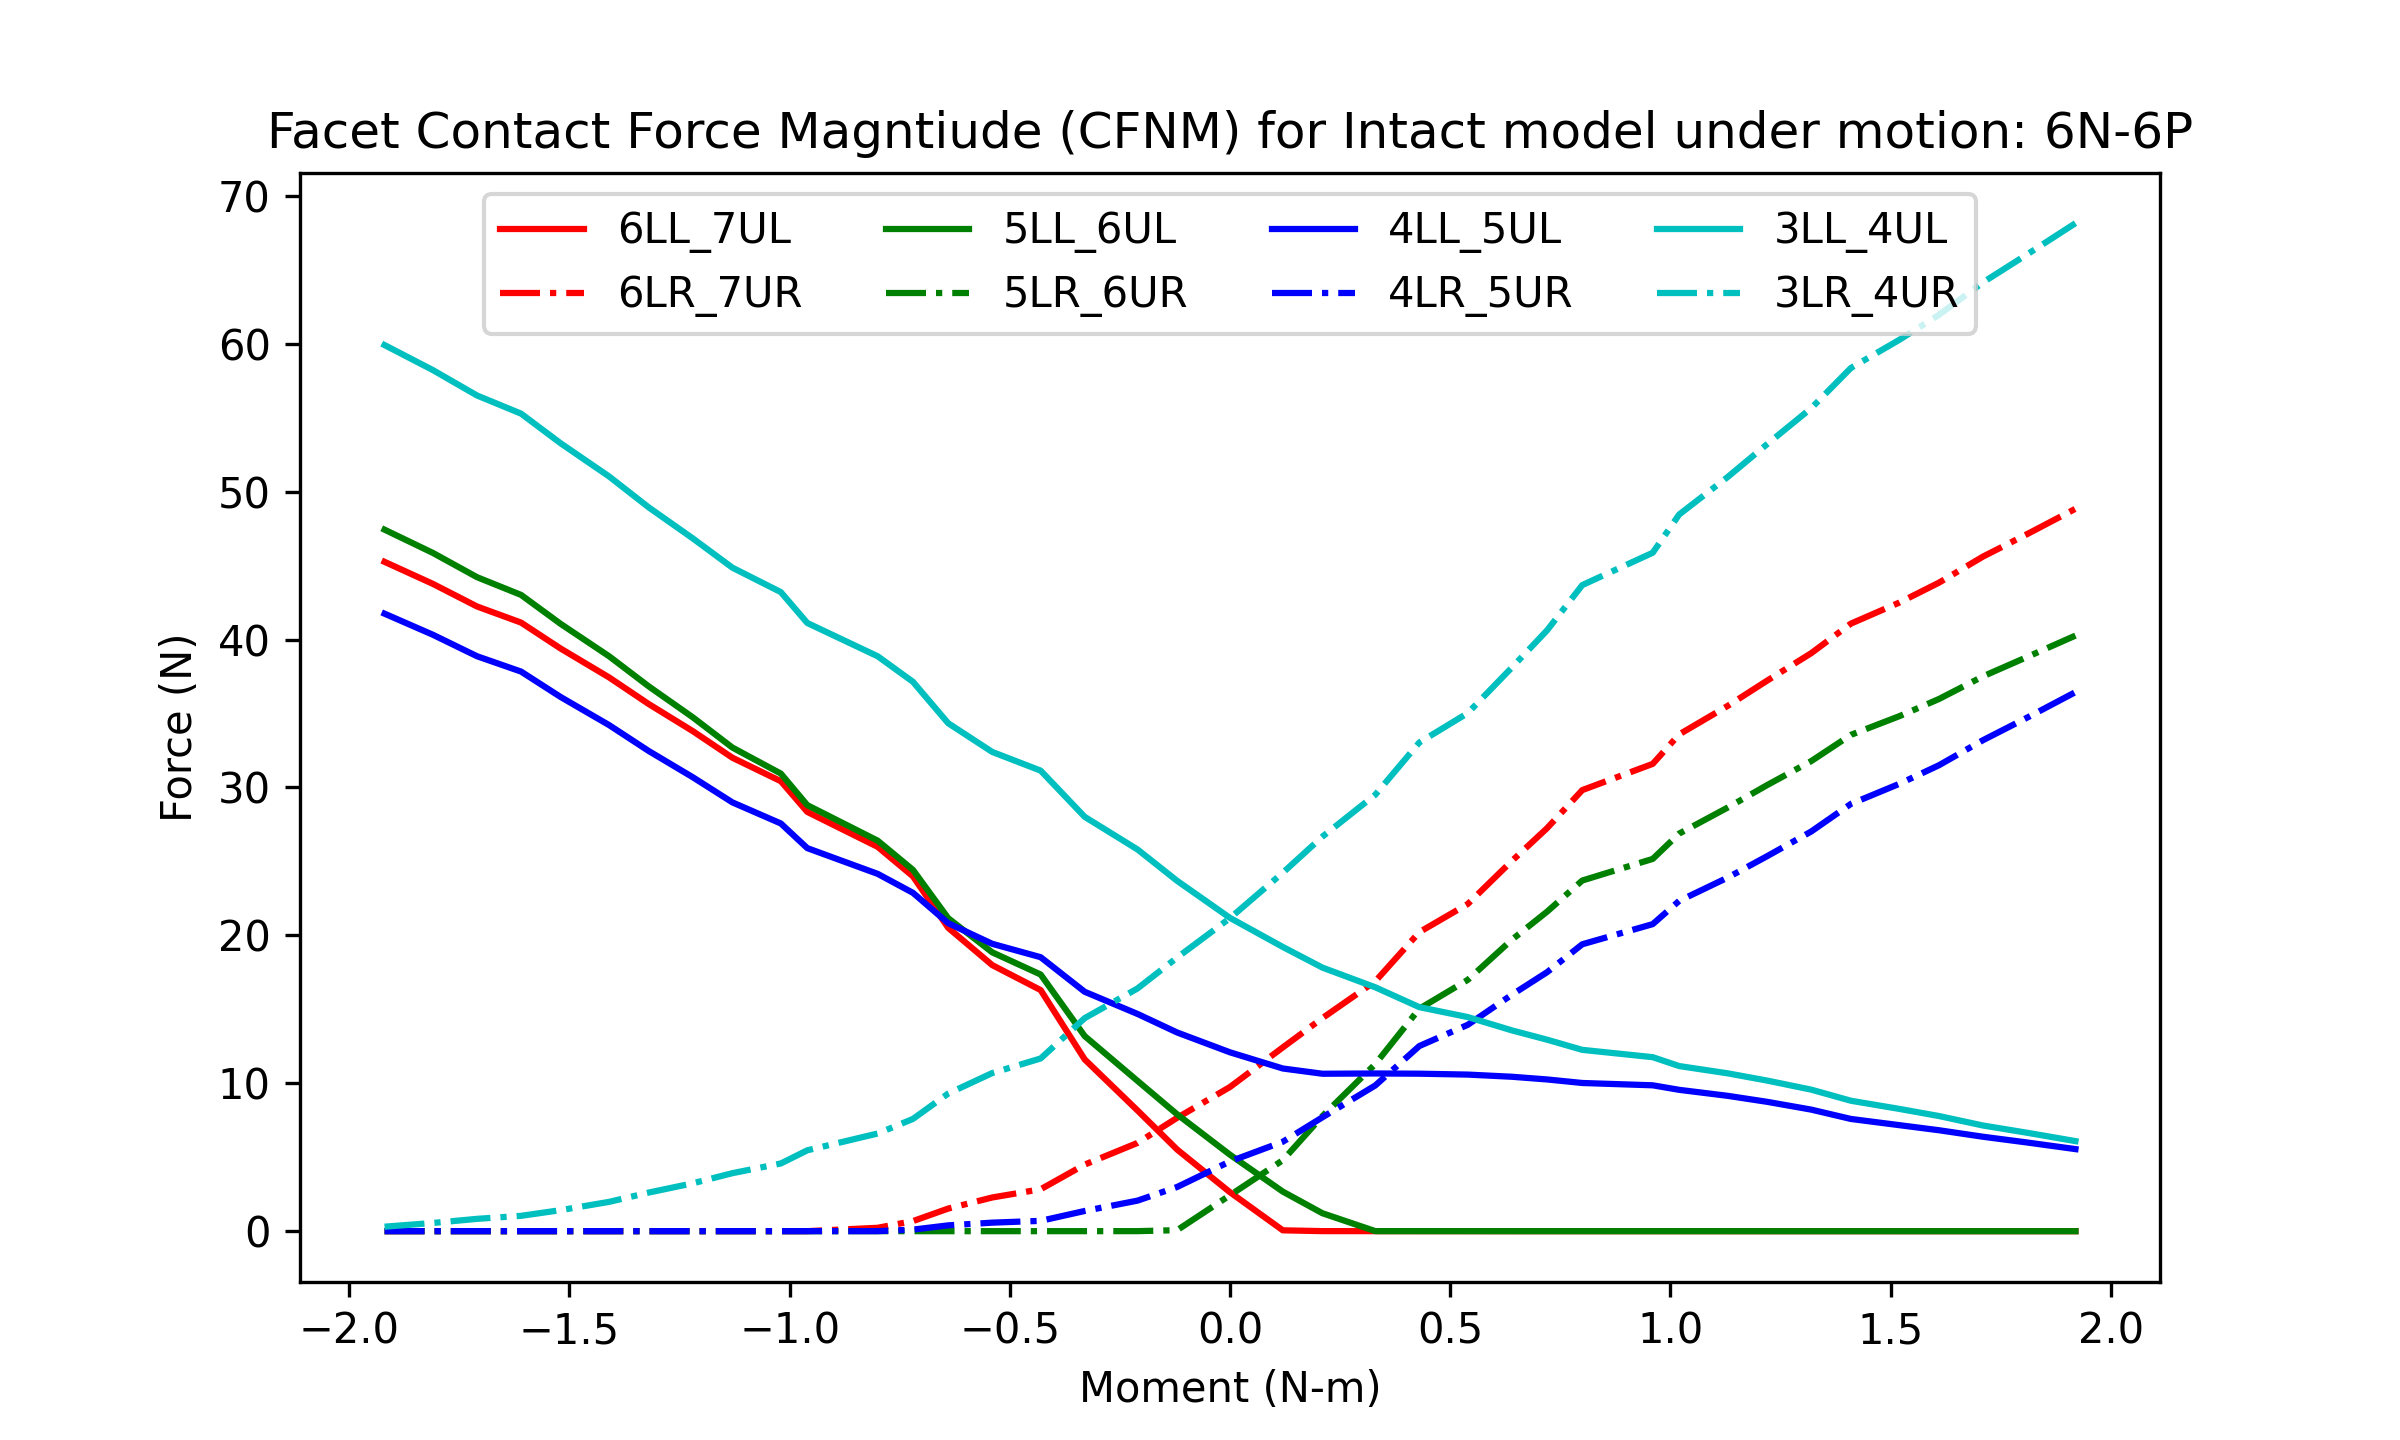 Facet Contact Force Magntiude (CFNM) for Intact model under motion: 6N-6P
6LL_7UL 5LL_6UL 4LL_5UL 3LL_4UL
6LR_7UR 5LR_6UR 4LR_5UR 3LR_4UR
70
60
50
40
30
20
10
0
Force (N)
−2.0 −1.5 −1.0 −0.5 0.0 0.5 1.0 1.5 2.0
Moment (N-m)